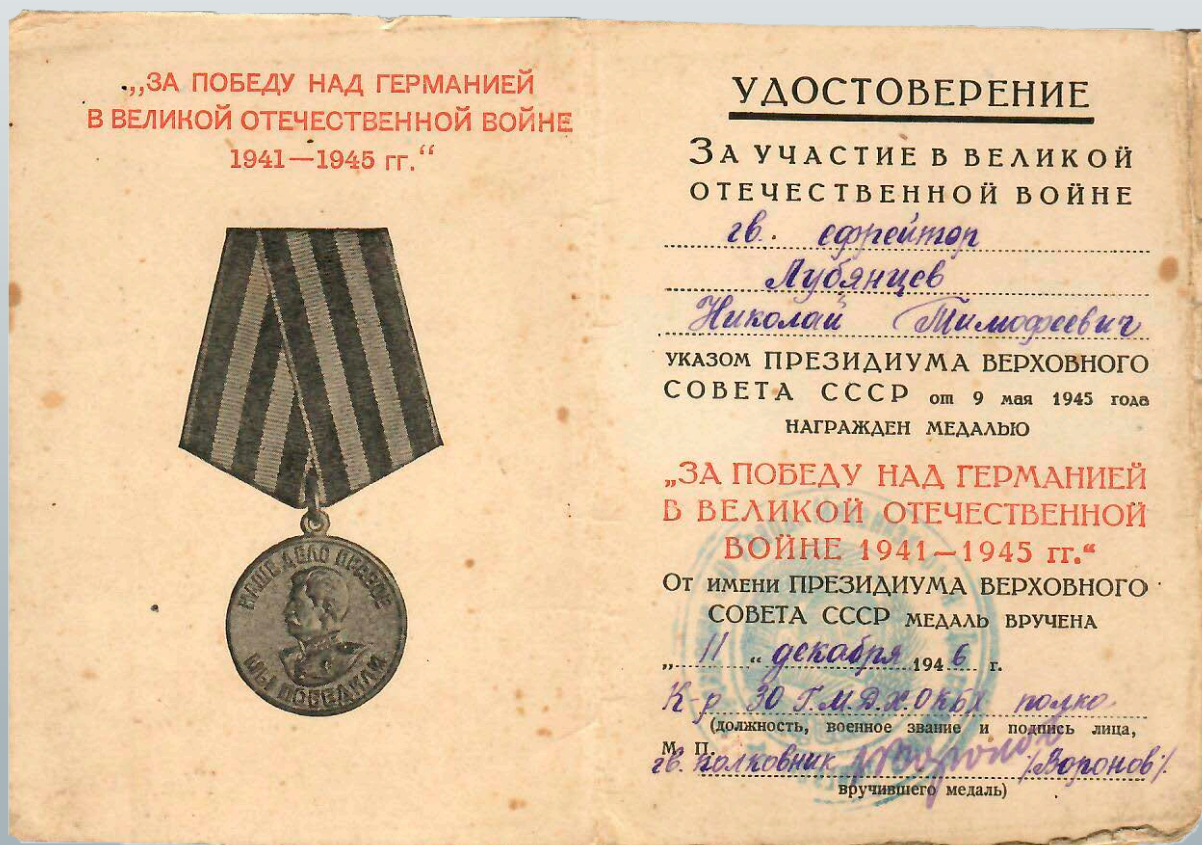 „ЗА ПОБЕДУ НАД ГЕРМАНИЕЙ
В ВЕЛИКОЙ ОТЕЧЕСТВЕННОЙ ВОЙНЕ
1941—1945 гг.“
НАШЕ ДЕЛО ПРАВОЕ
МЫ ПОБЕДИЛИ
УДОСТОВЕРЕНИЕ
ЗА УЧАСТИЕ В ВЕЛИКОЙ
ОТЕЧЕСТВЕННОЙ ВОЙНЕ
гв. ефрейтор
Лубянцев
Николай Тимофеевич
УКАЗОМ ПРЕЗИДИУМА ВЕРХОВНОГО
СОВЕТА СССР от 9 мая 1945 года
НАГРАЖДЕН МЕДАЛЬЮ
„ЗА ПОБЕДУ НАД ГЕРМАНИЕЙ
В ВЕЛИКОЙ ОТЕЧЕСТВЕННОЙ
ВОЙНЕ 1941—1945 гг.“
ОТ ИМЕНИ ПРЕЗИДИУМА ВЕРХОВНОГО
СОВЕТА СССР МЕДАЛЬ ВРУЧЕНА
„11“ декабря 1946 г.
К-р 30 Г.М.Д.Х. полка
(должность, военное звание и подпись лица,
М. П.
гв. полковник /Воронов/
вручившего медаль)